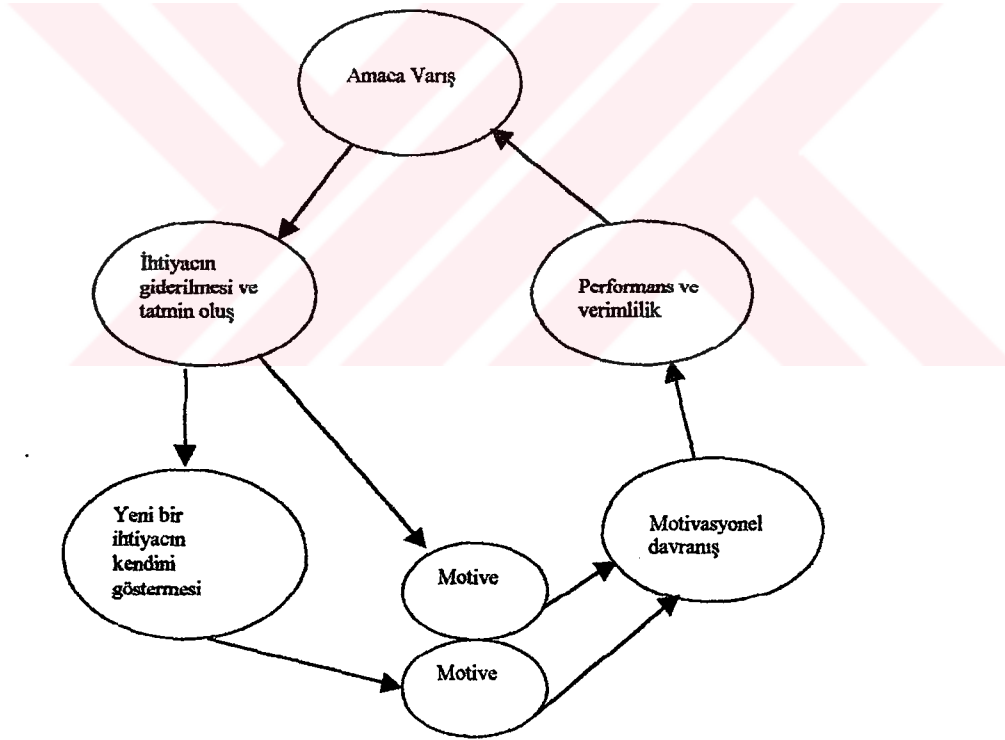 Amaca Varış
İhtiyacın
giderilmesi ve
tatmin oluş
Performans ve
verimlilik
Yeni bir
ihtiyacın
kendini
göstermesi
Motive
Motivasyonel
davranış
Motive